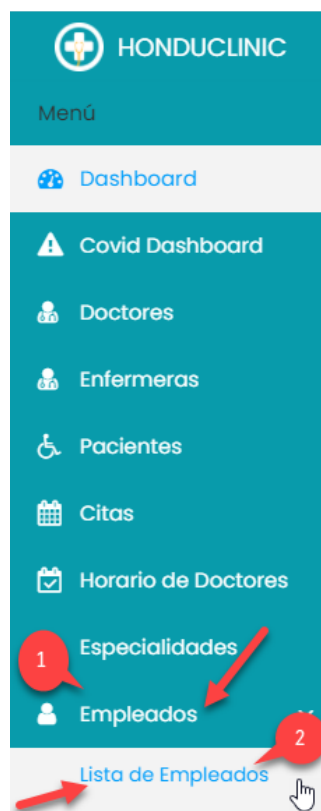 HONDUCLINIC
Menú
Dashboard
Covid Dashboard
Doctores
Enfermeras
Pacientes
Citas
Horario de Doctores
Especialidades
1
Empleados
2
Lista de Empleados